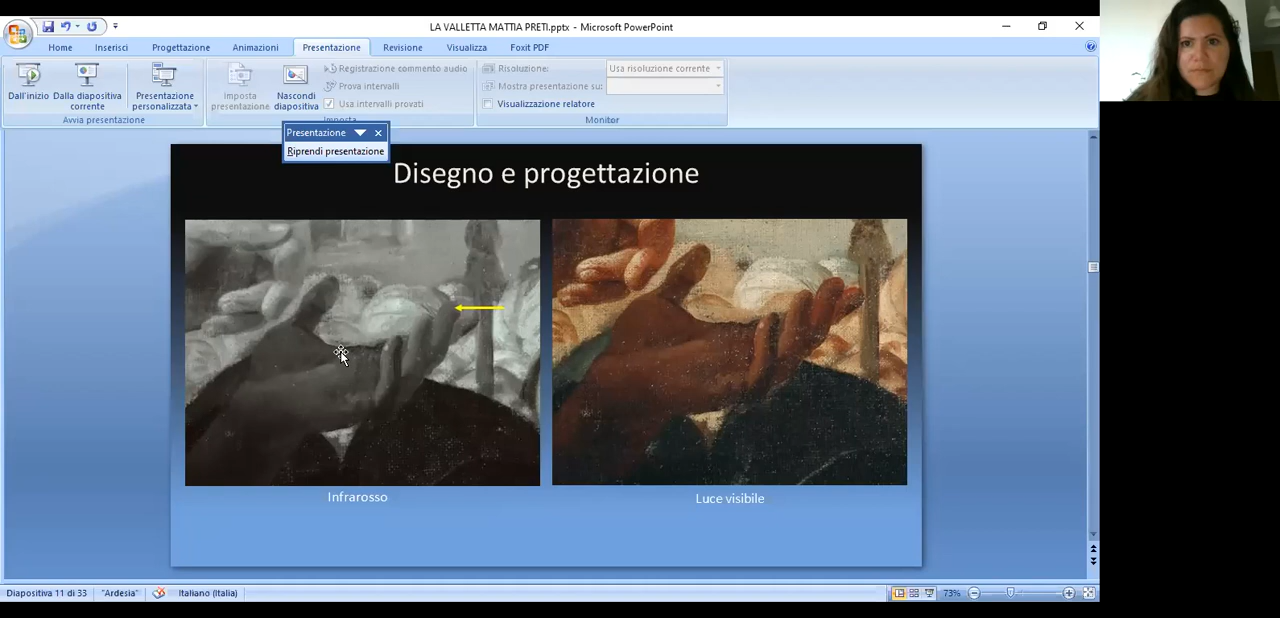 LA VALLETTA MATTIA PRETI.pptx - Microsoft PowerPoint
Home Inserisci Progettazione Animazioni Presentazione Revisione Visualizza Foxit PDF
Dall'inizio
Dalla diapositiva corrente
Presentazione personalizzata
Avvia presentazione
Imposta presentazione
Nascondi diapositiva
Registrazione commento audio
Prova intervalli
Usa intervalli provati
Imposta
Risoluzione: Usa risoluzione corrente
Mostra presentazione su:
Visualizzazione relatore
Monitor
Presentazione
Riprendi presentazione
Disegno e progettazione
Infrarosso
Luce visibile
Diapositiva 11 di 33 "Ardesia" Italiano (Italia) 73%